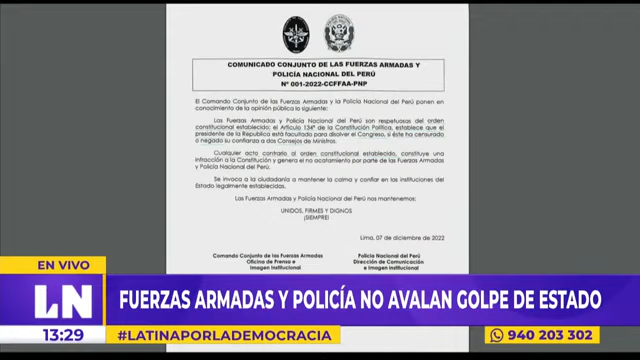 COMUNICADO CONJUNTO DE LAS FUERZAS ARMADAS Y
POLICÍA NACIONAL DEL PERÚ
Nº 001-2022-CCFFAA-PNP
El Comando Conjunto de las Fuerzas Armadas y la Policía Nacional del Perú ponen en
conocimiento de la opinión pública lo siguiente:
Las Fuerzas Armadas y Policía Nacional del Perú son respetuosas del orden
constitucional establecido; el Artículo 134º de la Constitución Política, establece que el
presidente de la República está facultado para disolver el Congreso, si éste ha censurado
o negado su confianza a dos Consejos de Ministros.
Cualquier acto contrario al orden constitucional establecido, constituye una
infracción a la Constitución y genera el no acatamiento por parte de las Fuerzas Armadas
y Policía Nacional del Perú.
Se invoca a la ciudadanía a mantener la calma y confiar en las instituciones del
Estado legalmente establecidas.
Las Fuerzas Armadas y Policía Nacional del Perú nos mantenemos:
UNIDOS, FIRMES Y DIGNOS
¡SIEMPRE!
Lima, 07 de diciembre de 2022
Comando Conjunto de las Fuerzas Armadas
Oficina de Prensa e
Imagen Institucional
Policía Nacional del Perú
Dirección de Comunicación
e Imagen Institucional
EN VIVO
LN
FUERZAS ARMADAS Y POLICÍA NO AVALAN GOLPE DE ESTADO
13:29
#LATINAPORLADEMOCRACIA
940 203 302